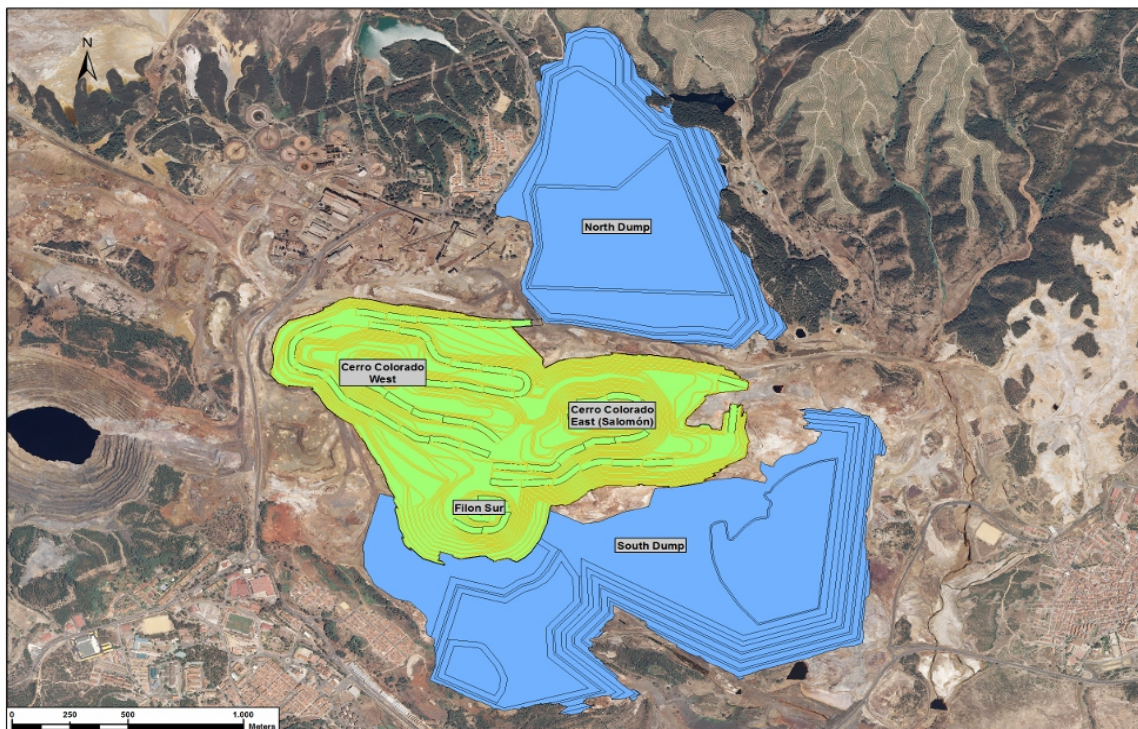 N
North Dump
Cerro Colorado
West
Cerro Colorado
East (Salomón)
Filon Sur
South Dump
0 250 500 1.000
Meters